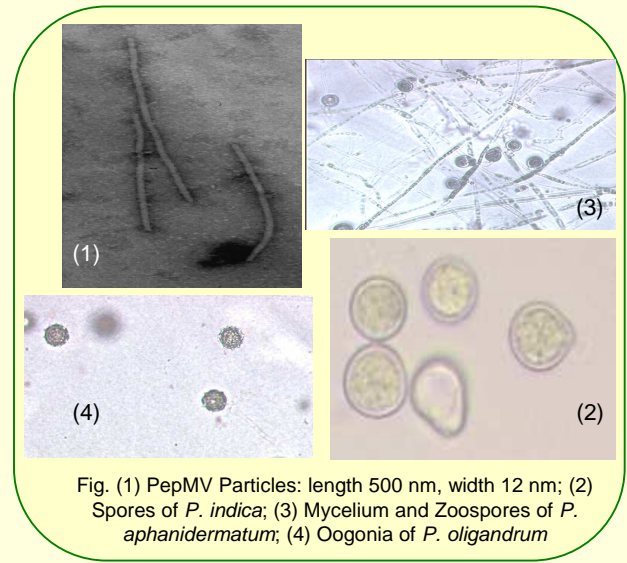 (1)
(3)
(4)
(2)
Fig. (1) PepMV Particles: length 500 nm, width 12 nm; (2)
Spores of P. indica; (3) Mycelium and Zoospores of P.
aphanidermatum; (4) Oogonia of P. oligandrum